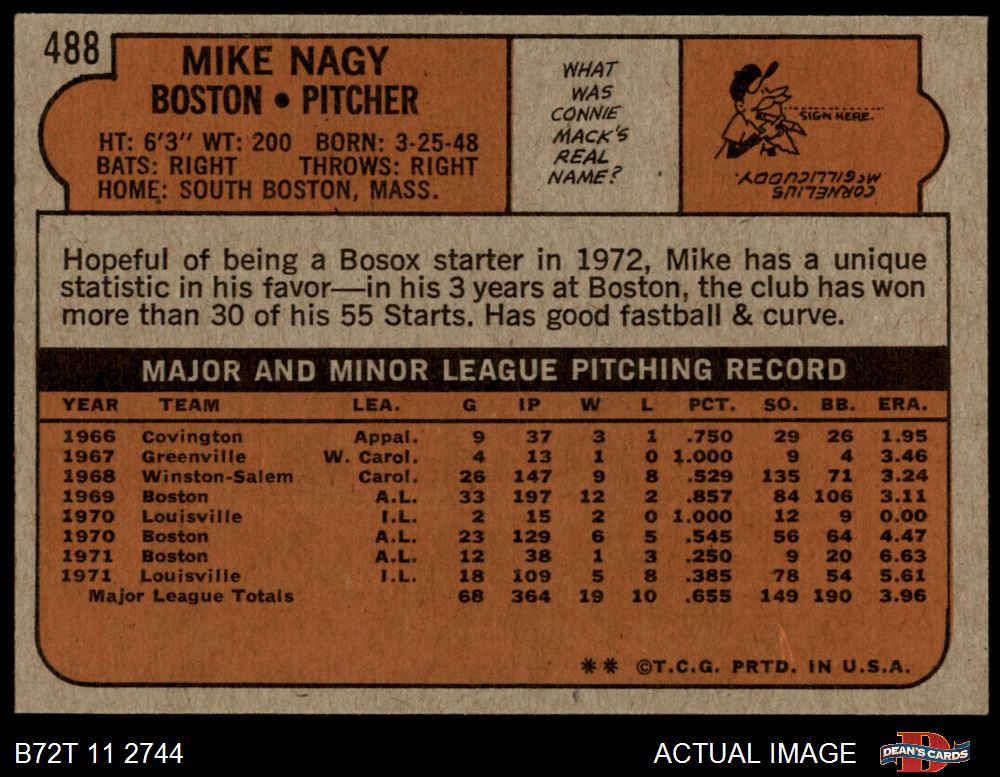 488
MIKE NAGY
BOSTON • PITCHER
HT: 6'3" WT: 200 BORN: 3-25-48
BATS: RIGHT THROWS: RIGHT
HOME: SOUTH BOSTON, MASS.
WHAT
WAS
CONNIE
MACK'S
REAL
NAME?
SIGN HERE.
CORNELIUS
McGILLICUDDY.
Hopeful of being a Bosox starter in 1972, Mike has a unique
statistic in his favor—in his 3 years at Boston, the club has won
more than 30 of his 55 Starts. Has good fastball & curve.
MAJOR AND MINOR LEAGUE PITCHING RECORD
YEAR TEAM LEA. G IP W L PCT. SO. BB. ERA.
1966 Covington Appal. 9 37 3 1 .750 29 26 1.95
1967 Greenville W. Carol. 4 13 1 0 1.000 9 4 3.46
1968 Winston-Salem Carol. 26 147 9 8 .529 135 71 3.24
1969 Boston A.L. 33 197 12 2 .857 84 106 3.11
1970 Louisville I.L. 2 15 2 0 1.000 12 9 0.00
1970 Boston A.L. 23 129 6 5 .545 56 64 4.47
1971 Boston A.L. 12 38 1 3 .250 9 20 6.63
1971 Louisville I.L. 18 109 5 8 .385 78 54 5.61
Major League Totals 68 364 19 10 .655 149 190 3.96
** ©T.C.G. PRTD. IN U.S.A.
B72T 11 2744
ACTUAL IMAGE
DEAN'S CARDS